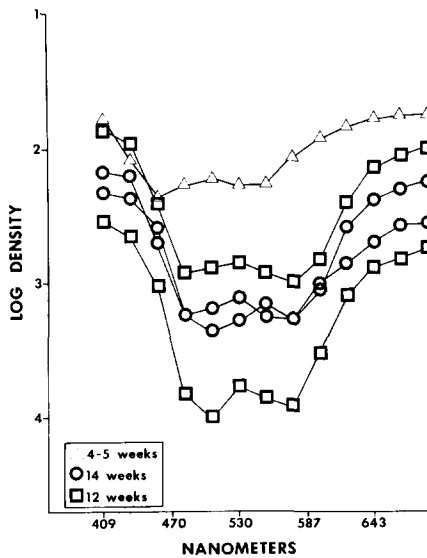 1
2
3
4
LOG DENSITY
4-5 weeks
14 weeks
12 weeks
409 470 530 587 643
NANOMETERS